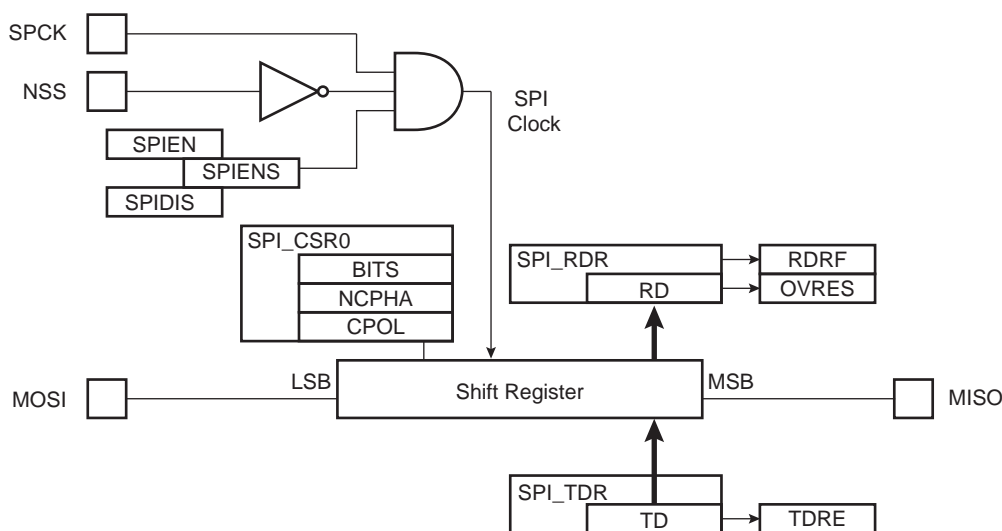 SPCK
NSS
SPI
Clock
SPIEN
SPIENS
SPIDIS
SPI_CSR0
BITS
NCPHA
CPOL
SPI_RDR
RD
RDRF
OVRES
LSB
Shift Register
MSB
MOSI
MISO
SPI_TDR
TD
TDRE